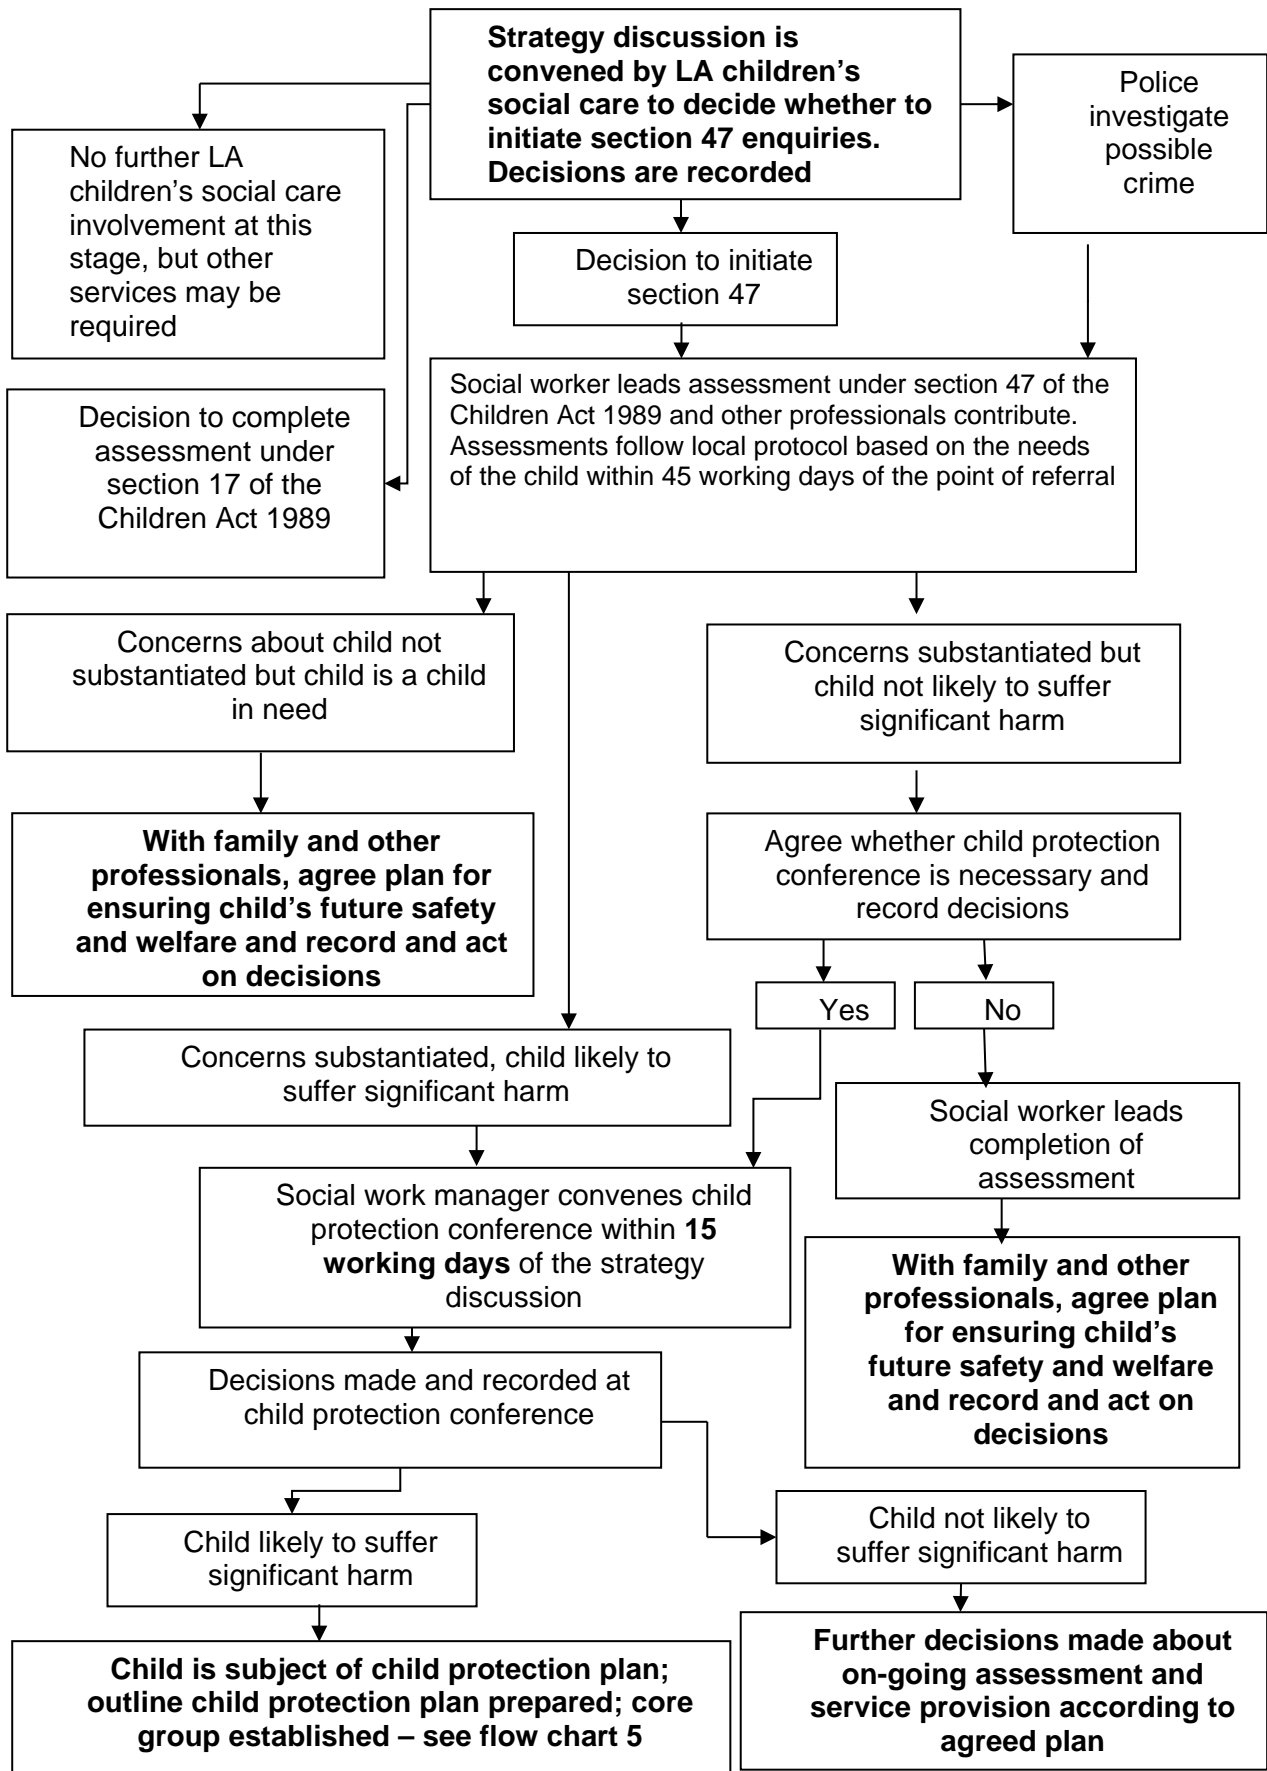 Strategy discussion is
convened by LA children's
social care to decide whether to
initiate section 47 enquiries.
Decisions are recorded
Police
investigate
possible
crime
No further LA
children's social care
involvement at this
stage, but other
services may be
required
Decision to initiate
section 47
Decision to complete
assessment under
section 17 of the
Children Act 1989
Social worker leads assessment under section 47 of the
Children Act 1989 and other professionals contribute.
Assessments follow local protocol based on the needs
of the child within 45 working days of the point of referral
Concerns about child not
substantiated but child is a child
in need
Concerns substantiated but
child not likely to suffer
significant harm
With family and other
professionals, agree plan for
ensuring child's future safety
and welfare and record and act
on decisions
Agree whether child protection
conference is necessary and
record decisions
Yes
No
Concerns substantiated, child likely to
suffer significant harm
Social worker leads
completion of
assessment
Social work manager convenes child
protection conference within 15
working days of the strategy
discussion
With family and other
professionals, agree plan
for ensuring child's
future safety and welfare
and record and act on
decisions
Decisions made and recorded at
child protection conference
Child likely to suffer
significant harm
Child not likely to
suffer significant harm
Child is subject of child protection plan;
outline child protection plan prepared; core
group established – see flow chart 5
Further decisions made about
on-going assessment and
service provision according to
agreed plan